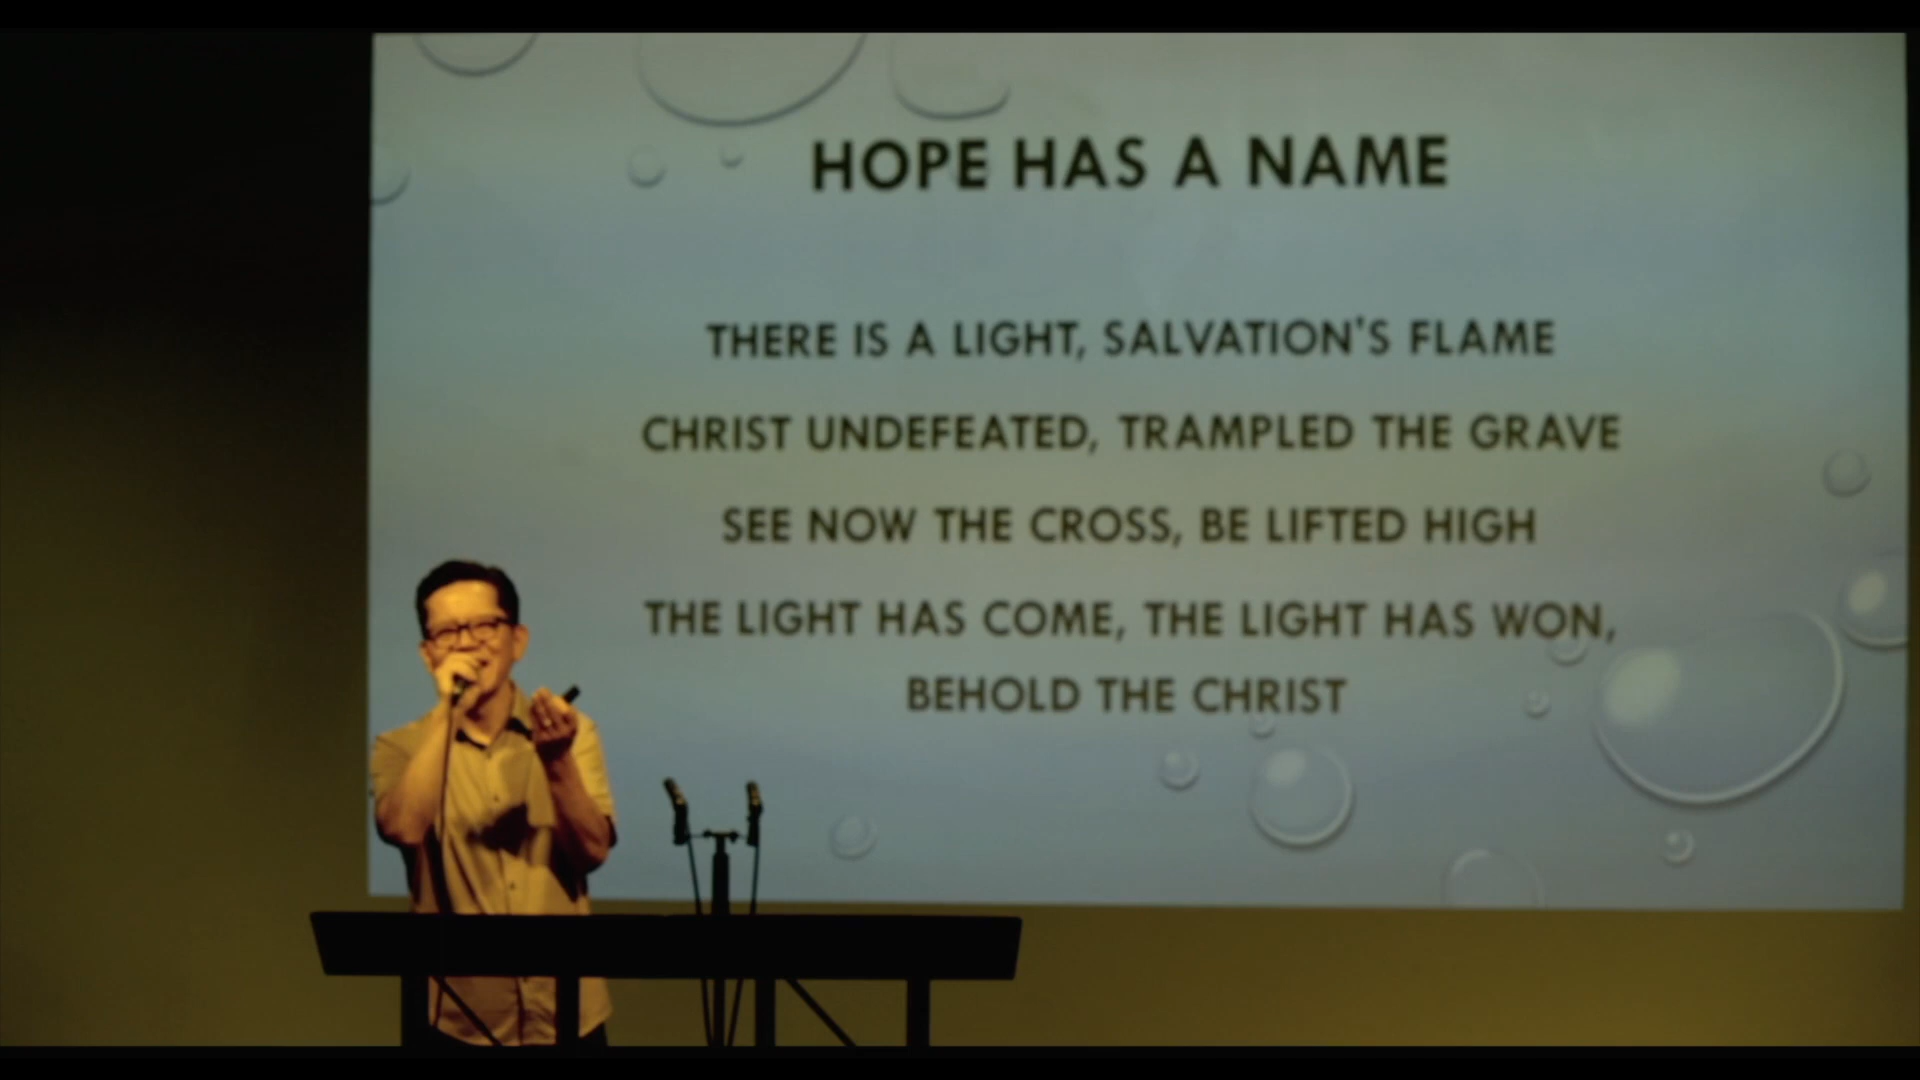 HOPE HAS A NAME
THERE IS A LIGHT, SALVATION'S FLAME
CHRIST UNDEFEATED, TRAMPLED THE GRAVE
SEE NOW THE CROSS, BE LIFTED HIGH
THE LIGHT HAS COME, THE LIGHT HAS WON,
BEHOLD THE CHRIST